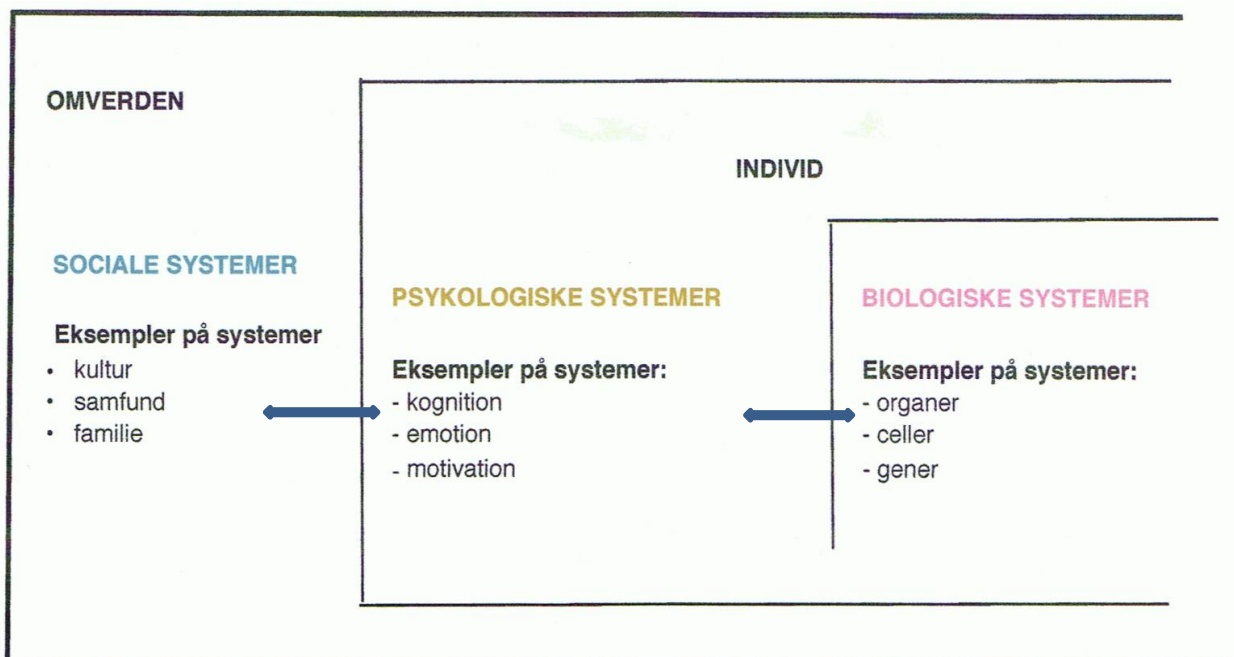 OMVERDEN
INDIVID
SOCIALE SYSTEMER
Eksempler på systemer
• kultur
• samfund
• familie
PSYKOLOGISKE SYSTEMER
Eksempler på systemer:
- kognition
- emotion
- motivation
BIOLOGISKE SYSTEMER
Eksempler på systemer:
- organer
- celler
- gener